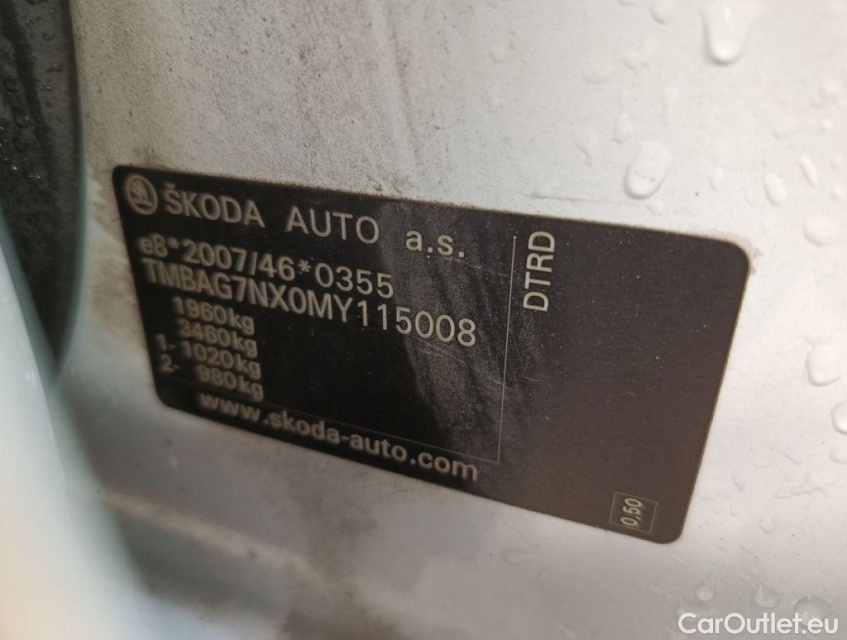 ŠKODA AUTO a.s.
e8*2007/46*0355
TMBAG7NX0MY115008
1960kg
3460kg
1- 1020kg
2- 980kg
www.skoda-auto.com
DTRD
0,50
CarOutlet.eu